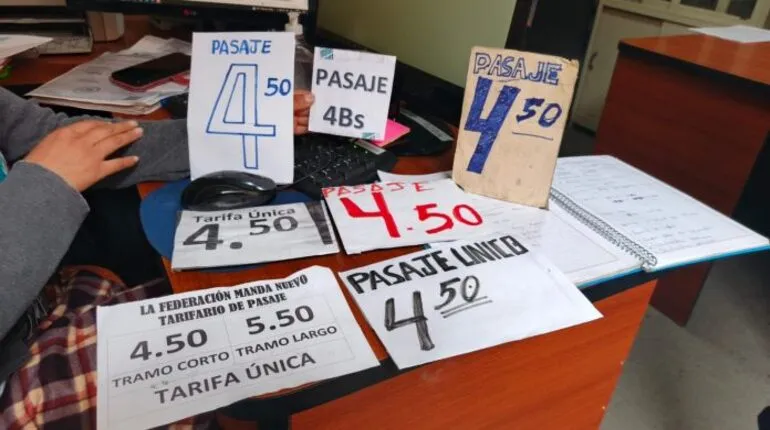 PASAJE
4 50
PASAJE
4Bs
PASAJE
4 50
Tarifa Única
4.50
PASAJE
4.50
PASAJE UNICO
4 50
LA FEDERACIÓN MANDA NUEVO
TARIFARIO DE PASAJE
4.50 5.50
TRAMO CORTO TRAMO LARGO
TARIFA ÚNICA